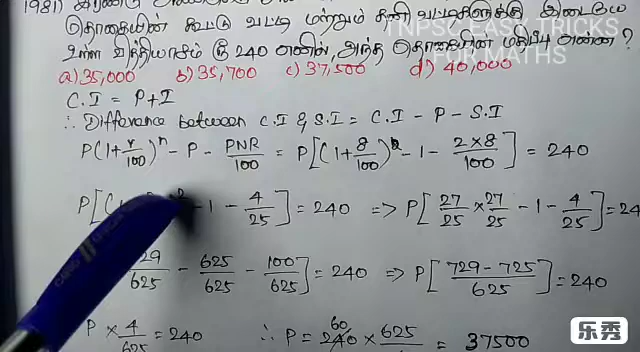 1981)
தொகையின் கூட்டு வட்டி மற்றும் தனி வட்டிகளுக்கு இடையே
உள்ள வித்தியாசம் ரூ 240 எனில், அந்த தொகையின் மதிப்பு என்ன?
TNPSC EASY TRICKS
FOR MATHS
a) 35,000 b) 35,700 c) 37,500 d) 40,000
C.I = P+I
∴ Difference between C.I & S.I = C.I - P - S.I
P(1+r/100)^n - P - PNR/100 = P[(1+8/100)^2 - 1 - 2×8/100] = 240
- 1 - 4/25] = 240 => P[27/25 × 27/25 - 1 - 4/25] = 24
/625 - 625/625 - 100/625] = 240 => P[729-725/625] = 240
P × 4/625 = 240 ∴ P = 240 × 625 = 37500
60
乐秀